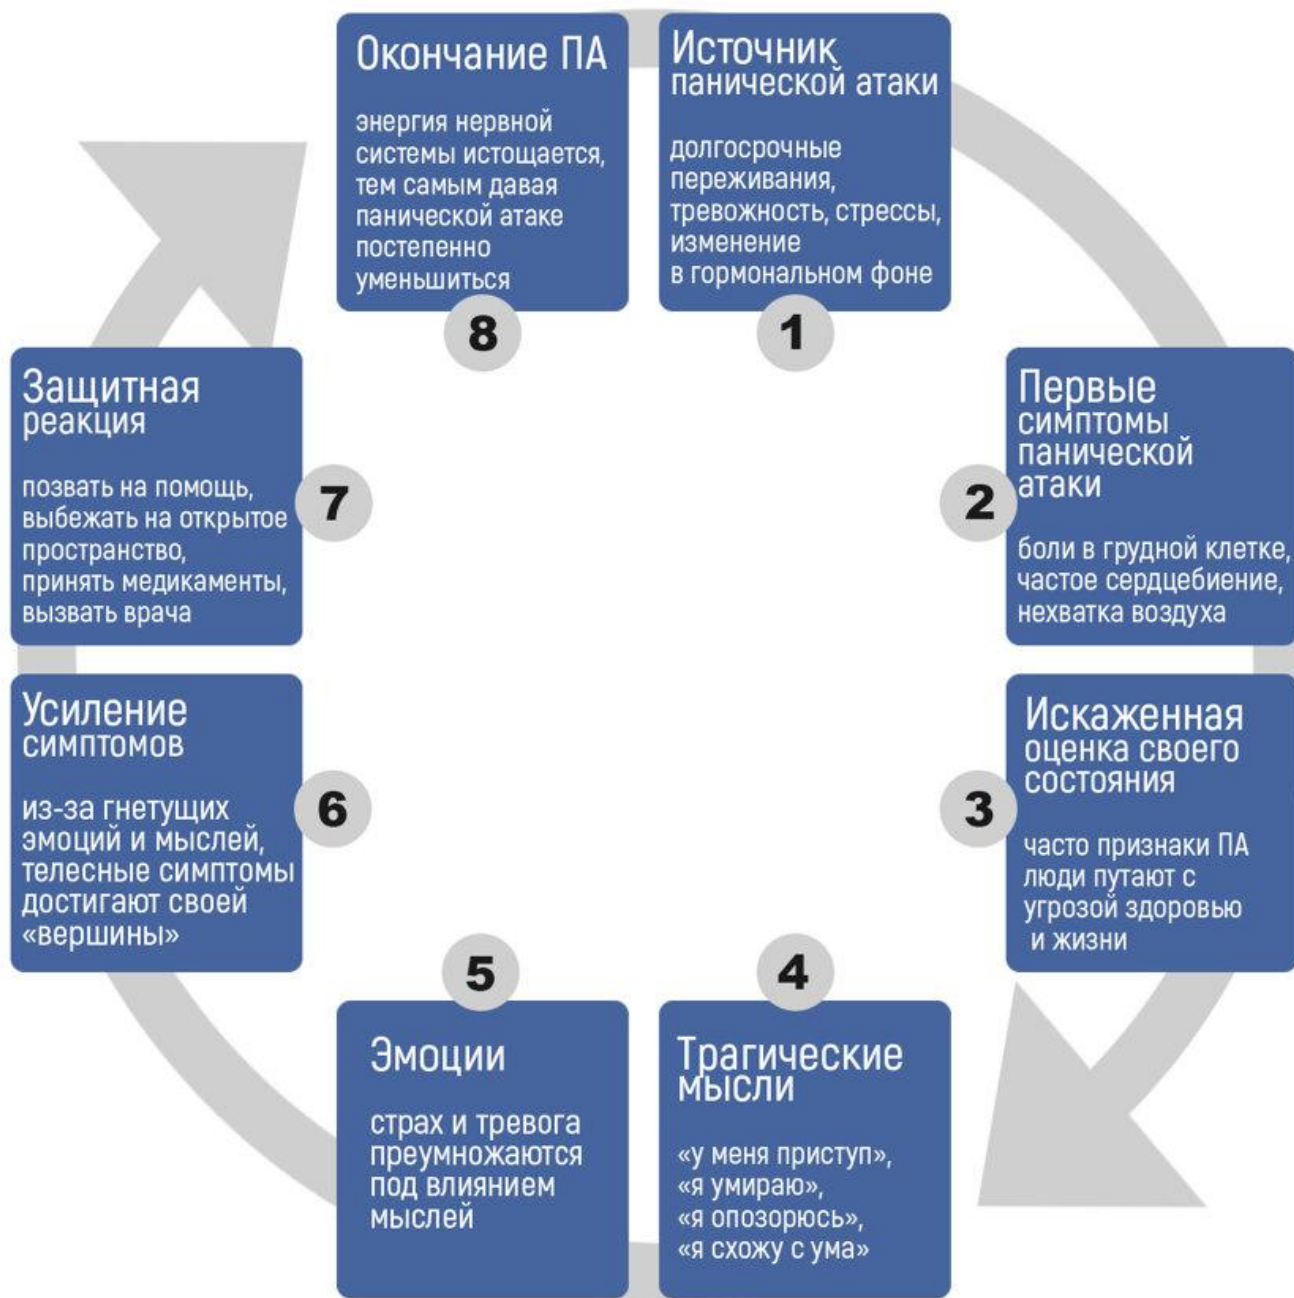 Источник
панической атаки
долгосрочные
переживания,
тревожность, стрессы,
изменение
в гормональном фоне
1
Первые
симптомы
панической
атаки
боли в грудной клетке,
частое сердцебиение,
нехватка воздуха
2
Искаженная
оценка своего
состояния
часто признаки ПА
люди путают с
угрозой здоровью
и жизни
3
Трагические
мысли
«у меня приступ»,
«я умираю»,
«я опозорюсь»,
«я схожу с ума»
4
Эмоции
страх и тревога
преумножаются
под влиянием
мыслей
5
Усиление
симптомов
из-за гнетущих
эмоций и мыслей,
телесные симптомы
достигают своей
«вершины»
6
Защитная
реакция
позвать на помощь,
выбежать на открытое
пространство,
принять медикаменты,
вызвать врача
7
Окончание ПА
энергия нервной
системы истощается,
тем самым давая
панической атаке
постепенно
уменьшиться
8